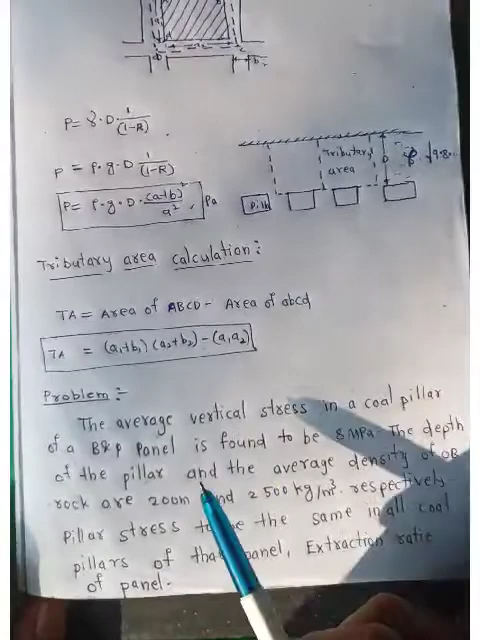 P = γ·D·1/(1-R)
P = ρ·g·D 1/(1-R)
P = ρ·g·D·(a+b)²/a², Pa
Tributary
area
D
Tributary area calculation:
TA = Area of ABCD - Area of abcd
TA = (a₁+b₁)(a₂+b₂)-(a₁a₂)
Problem:-
The average vertical stress in a coal pillar
of a B&P Panel is found to be 8 MPa. The depth
of the pillar and the average density of OB
rock are 200m and 2500 kg/m³ respectively
Pillar stress to be the same in all coal
pillars of that panel, Extraction ratio
of panel.